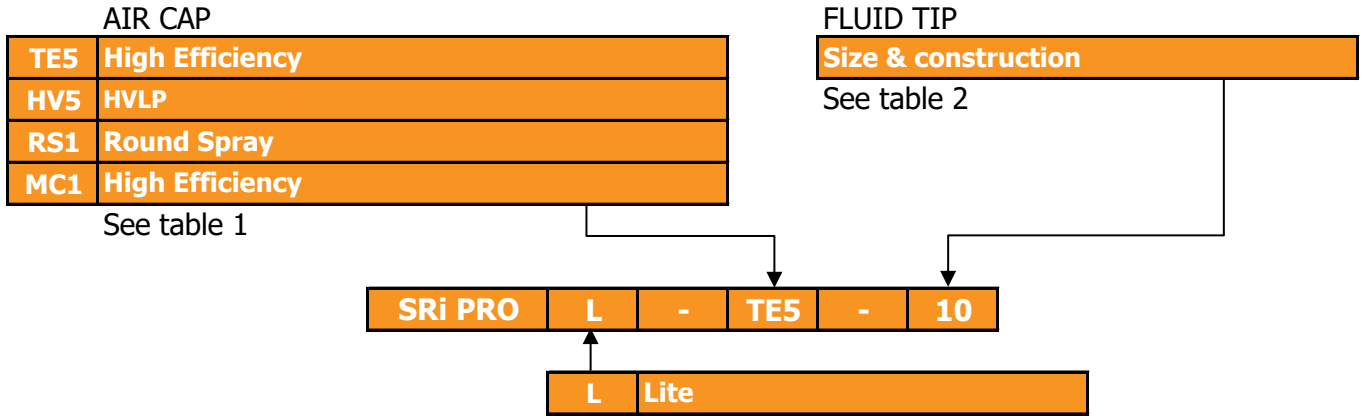 AIR CAP
TE5 High Efficiency
HV5 HVLP
RS1 Round Spray
MC1 High Efficiency
See table 1
FLUID TIP
Size & construction
See table 2
SRi PRO L - TE5 - 10
L Lite